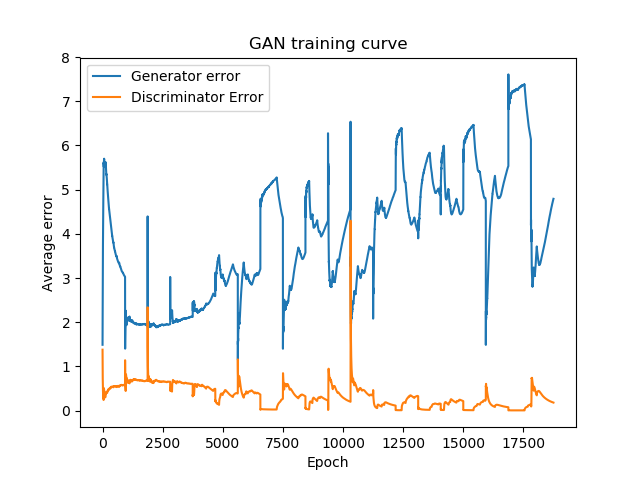 GAN training curve
Generator error
Discriminator Error
Average error
8
7
6
5
4
3
2
1
0
0 2500 5000 7500 10000 12500 15000 17500
Epoch